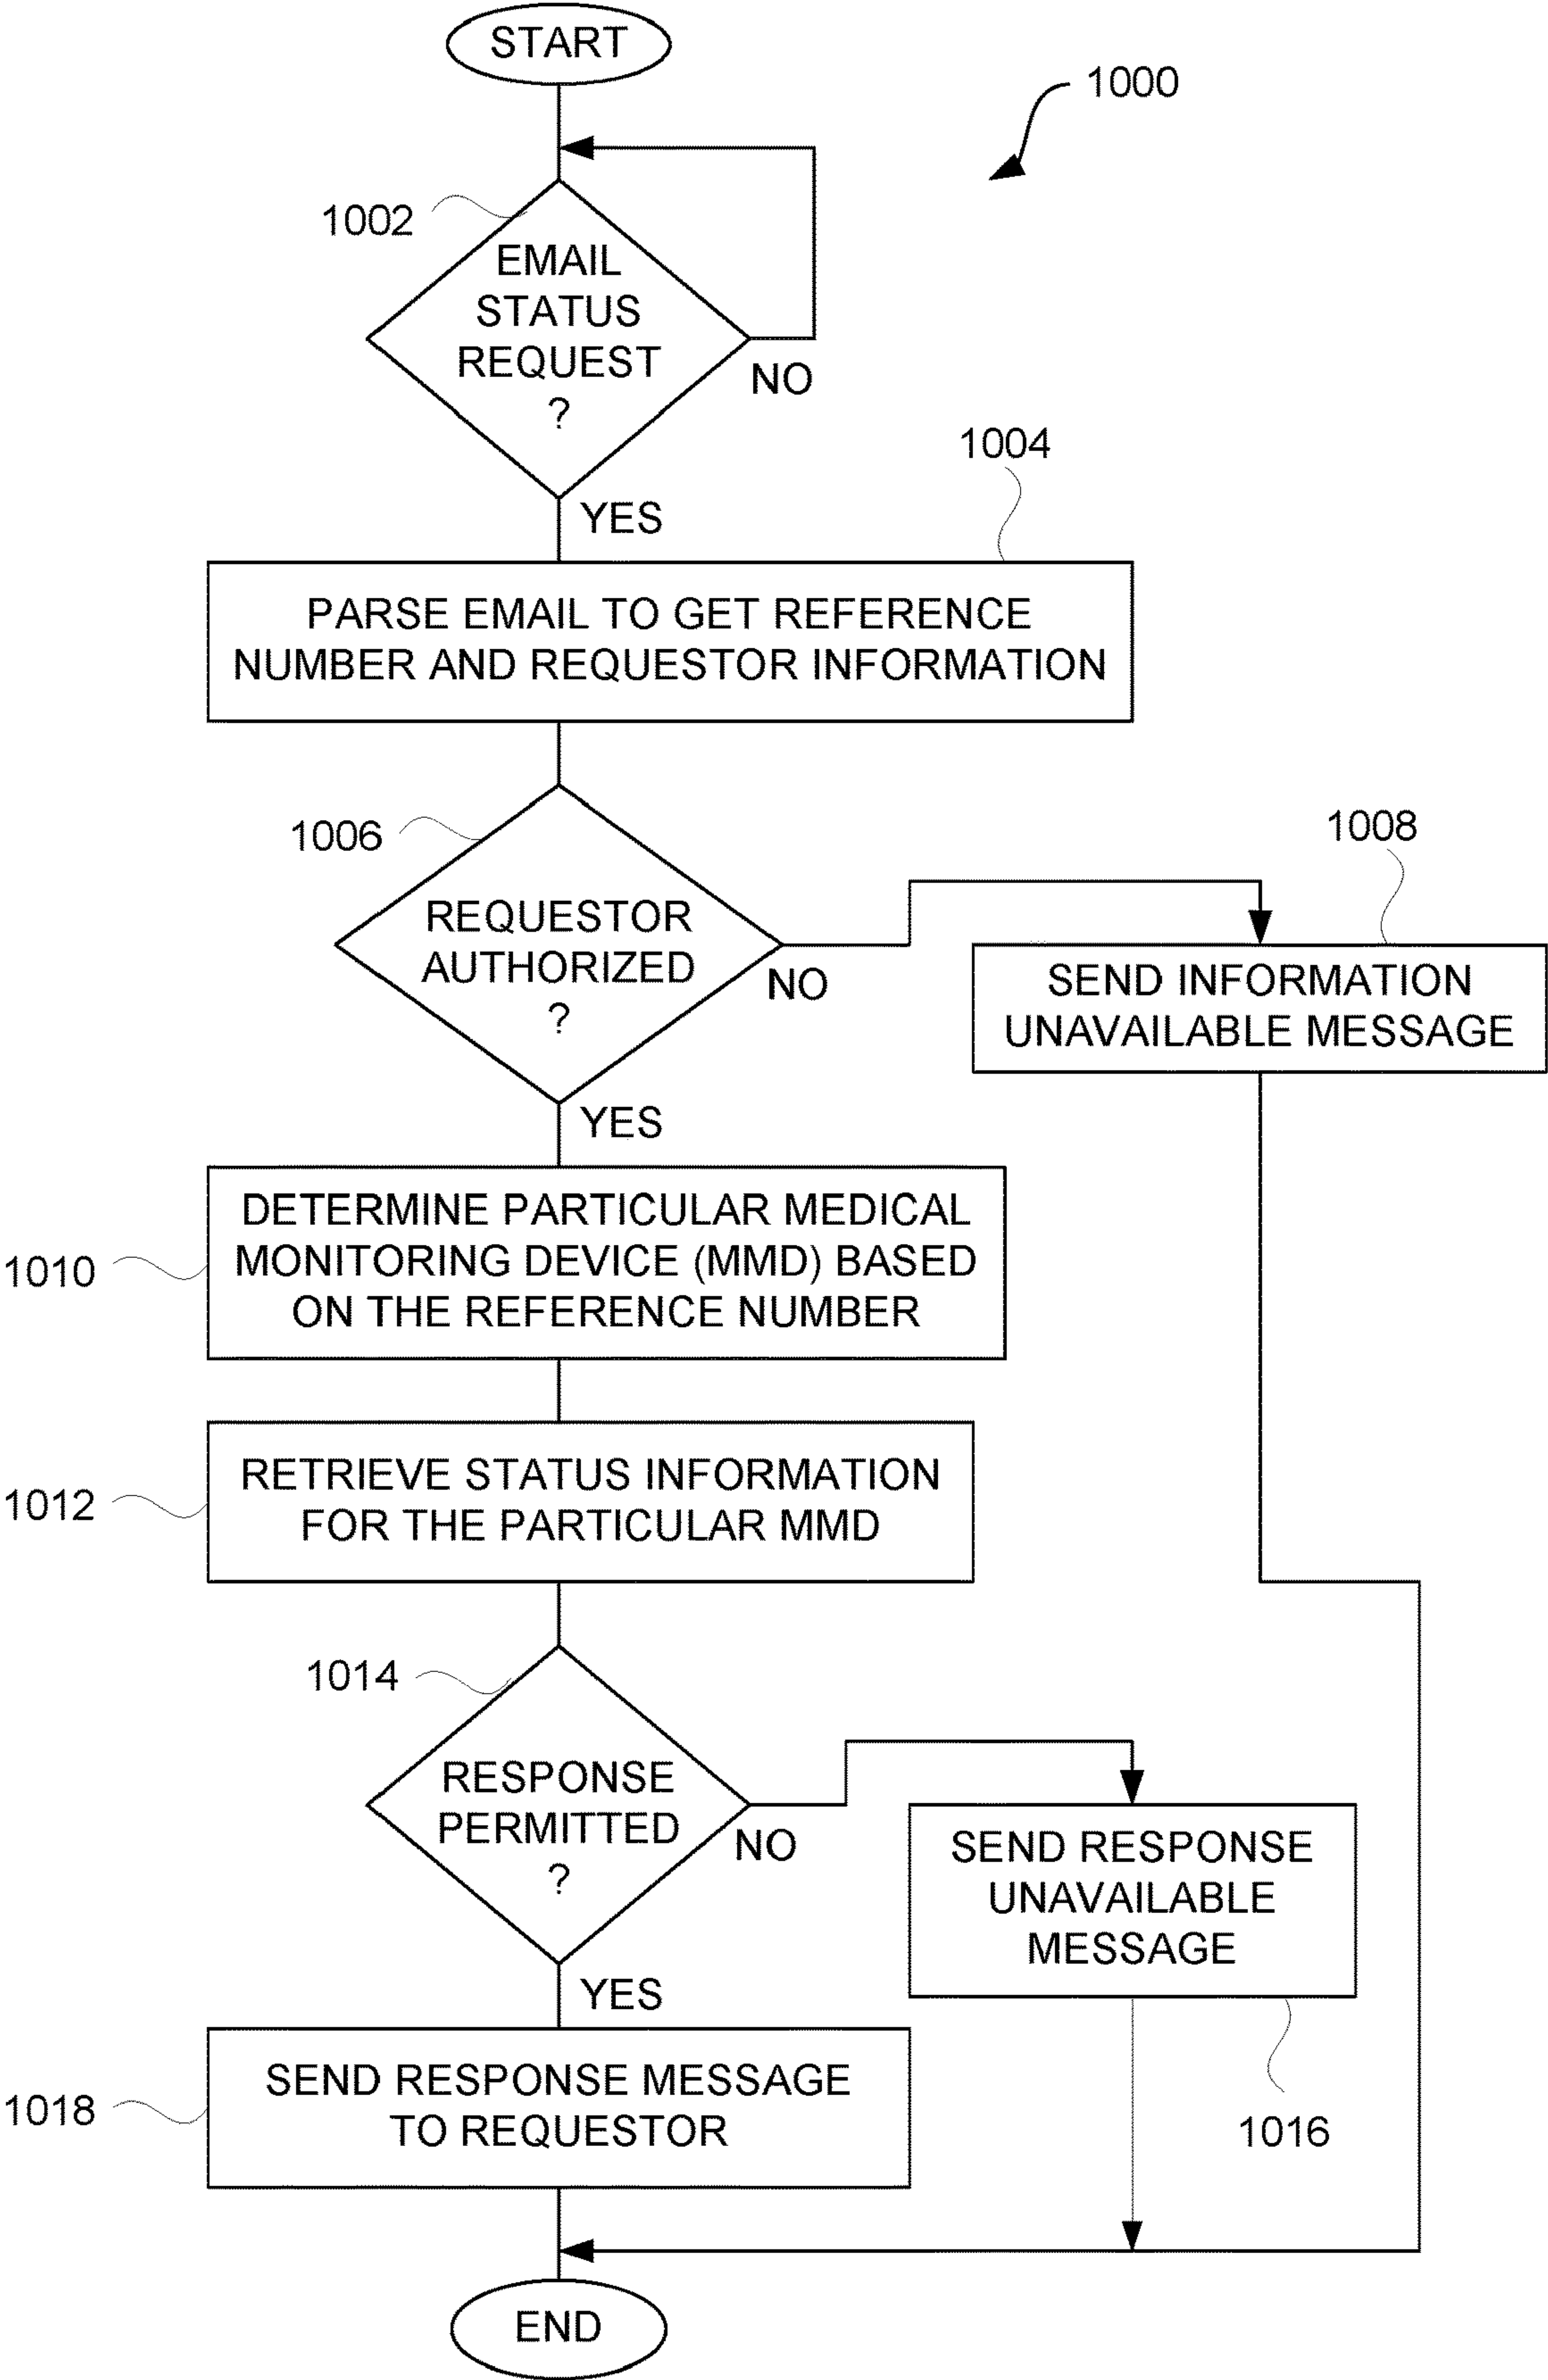 START
1000
1002
EMAIL
STATUS
REQUEST
?
NO
YES
1004
PARSE EMAIL TO GET REFERENCE
NUMBER AND REQUESTOR INFORMATION
1006
REQUESTOR
AUTHORIZED
?
NO
YES
1008
SEND INFORMATION
UNAVAILABLE MESSAGE
1010
DETERMINE PARTICULAR MEDICAL
MONITORING DEVICE (MMD) BASED
ON THE REFERENCE NUMBER
1012
RETRIEVE STATUS INFORMATION
FOR THE PARTICULAR MMD
1014
RESPONSE
PERMITTED
?
NO
YES
SEND RESPONSE
UNAVAILABLE
MESSAGE
1016
1018
SEND RESPONSE MESSAGE
TO REQUESTOR
END